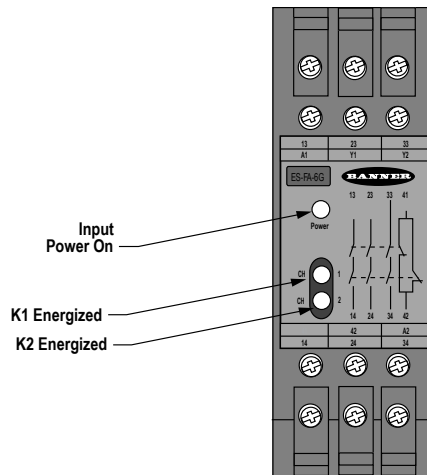 13 23 33
A1 Y1 Y2
ES-FA-6G BANNER
13 23 33 41
Input
Power On
Power
CH 1
K1 Energized
CH 2
K2 Energized
14 24 34 42
42 A2
14 24 34